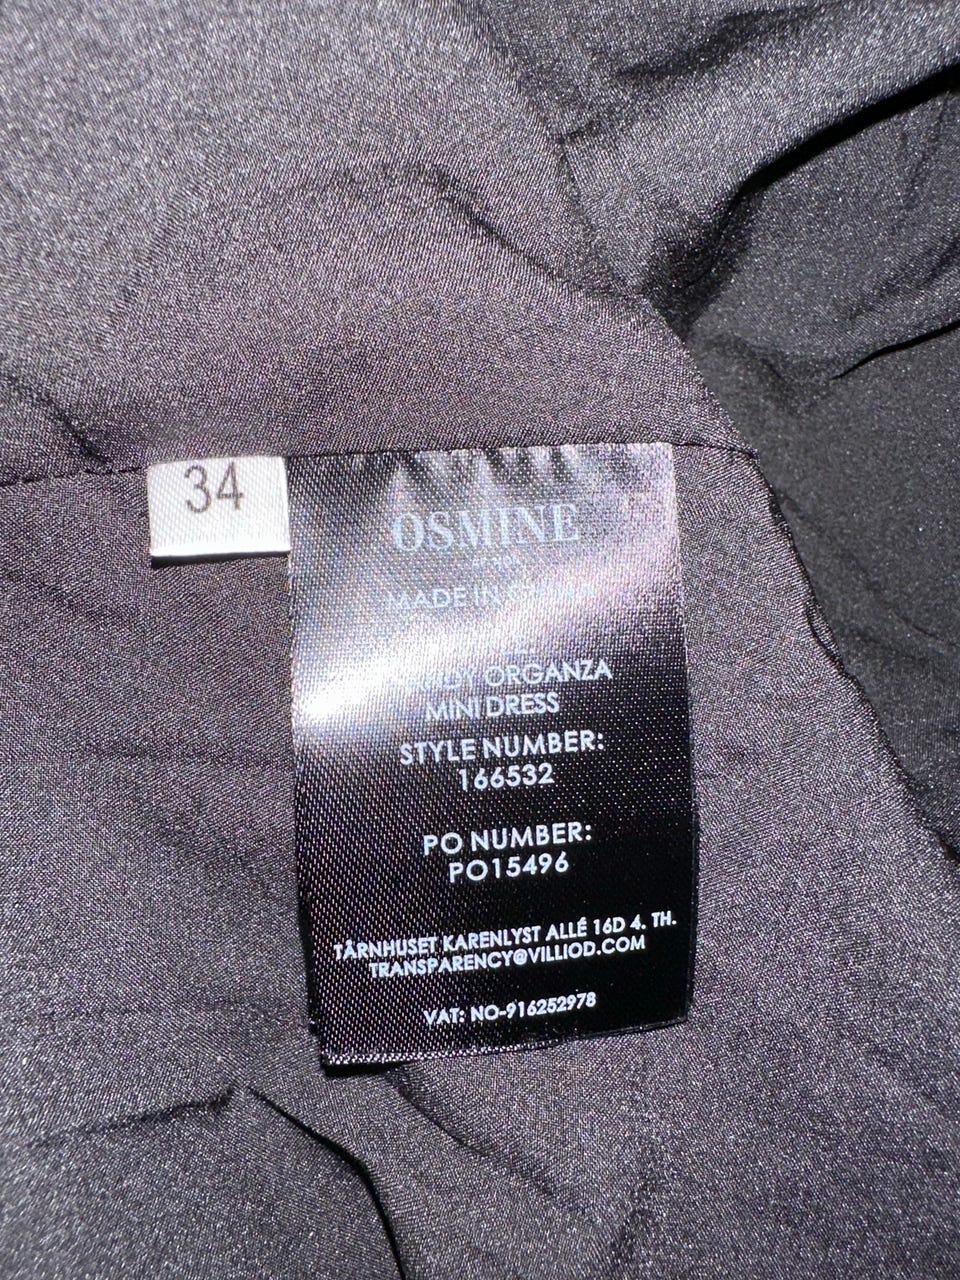 34
OSMINE
MADE IN CHINA
ORGANZA
MINI DRESS
STYLE NUMBER:
166532
PO NUMBER:
PO15496
TÅRNHUSET KARENLYST ALLÉ 16D 4. TH.
TRANSPARENCY@VILLIOD.COM
VAT: NO-916252978